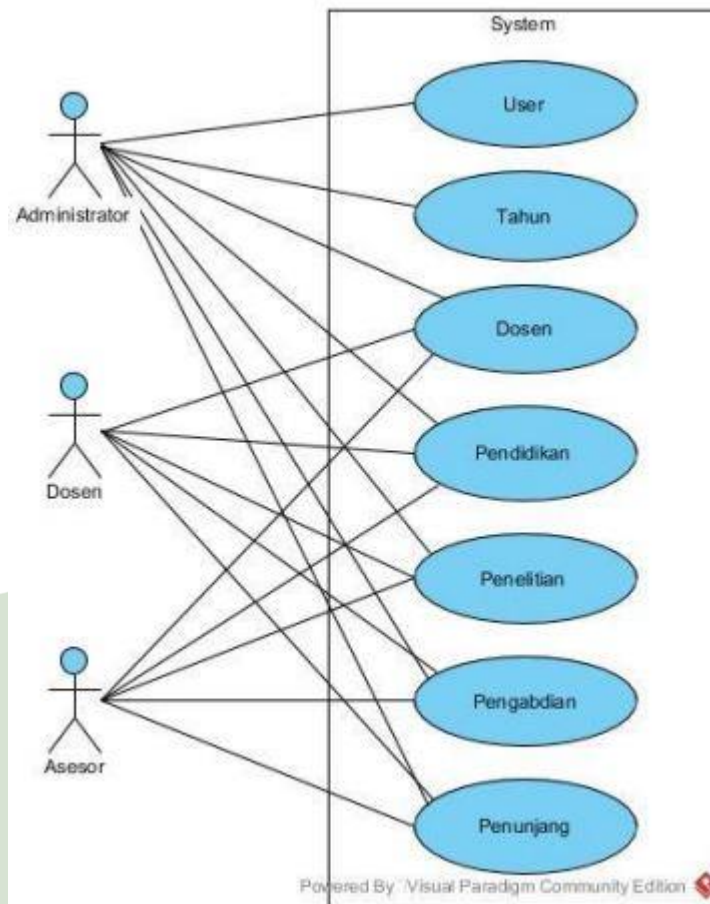 System
User
Administrator
Tahun
Dosen
Dosen
Pendidikan
Penelitian
Asesor
Pengabdian
Penunjang
Powered By Visual Paradigm Community Edition